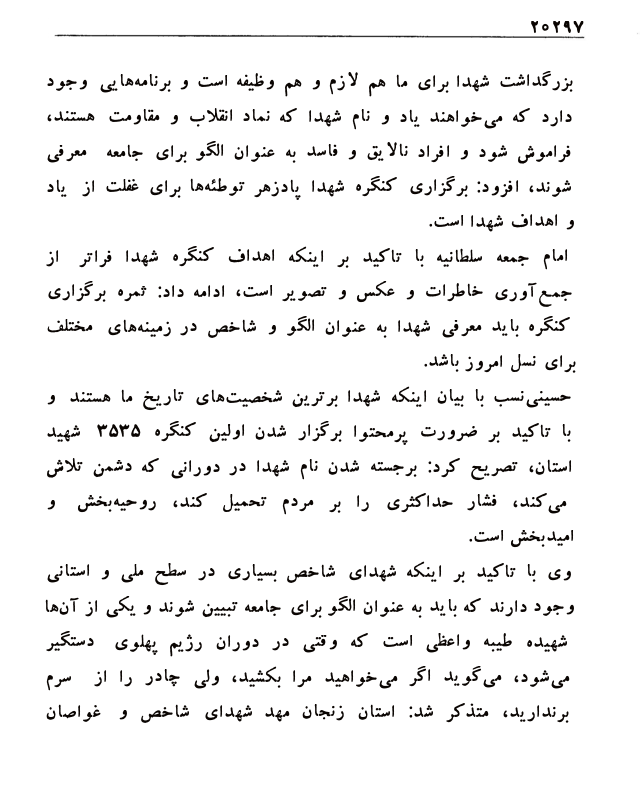 ۲۰۲۹۷
بزرگداشت شهدا برای ما هم لازم و هم وظیفه است و برنامه‌هایی وجود
دارد که می‌خواهند یاد و نام شهدا که نماد انقلاب و مقاومت هستند،
فراموش شود و افراد نالایق و فاسد به عنوان الگو برای جامعه معرفی
شوند، افزود: برگزاری کنگره شهدا پادزهر توطئه‌ها برای غفلت از یاد
و اهداف شهدا است.
امام جمعه سلطانیه با تاکید بر اینکه اهداف کنگره شهدا فراتر از
جمع‌آوری خاطرات و عکس و تصویر است، ادامه داد: ثمره برگزاری
کنگره باید معرفی شهدا به عنوان الگو و شاخص در زمینه‌های مختلف
برای نسل امروز باشد.
حسینی‌نسب با بیان اینکه شهدا برترین شخصیت‌های تاریخ ما هستند و
با تاکید بر ضرورت پرمحتوا برگزار شدن اولین کنگره ۳۵۳۵ شهید
استان، تصریح کرد: برجسته شدن نام شهدا در دورانی که دشمن تلاش
می‌کند، فشار حداکثری را بر مردم تحمیل کند، روحیه‌بخش و
امیدبخش است.
وی با تاکید بر اینکه شهدای شاخص بسیاری در سطح ملی و استانی
وجود دارند که باید به عنوان الگو برای جامعه تبیین شوند و یکی از آن‌ها
شهیده طیبه واعظی است که وقتی در دوران رژیم پهلوی دستگیر
می‌شود، می‌گوید اگر می‌خواهید مرا بکشید، ولی چادر را از سرم
برندارید، متذکر شد: استان زنجان مهد شهدای شاخص و غواصان